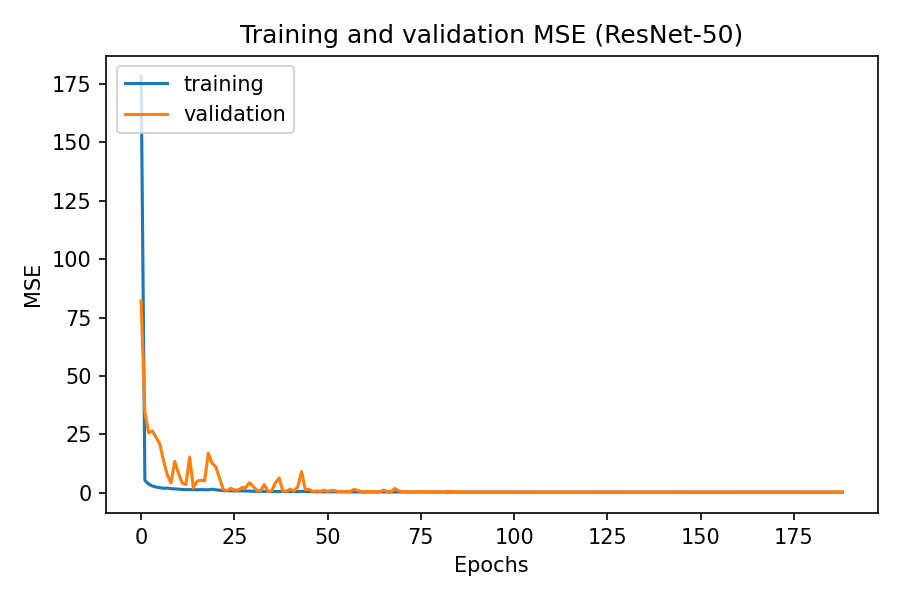 Training and validation MSE (ResNet-50)
training
validation
175
150
125
100
75
50
25
0
MSE
0 25 50 75 100 125 150 175
Epochs